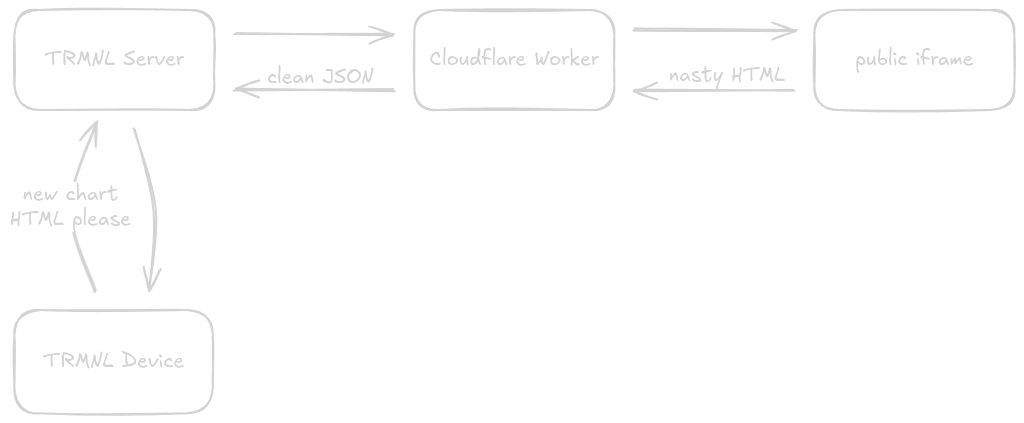 TRMNL Server
Cloudflare Worker
public iframe
clean JSON
nasty HTML
new chart
HTML please
TRMNL Device